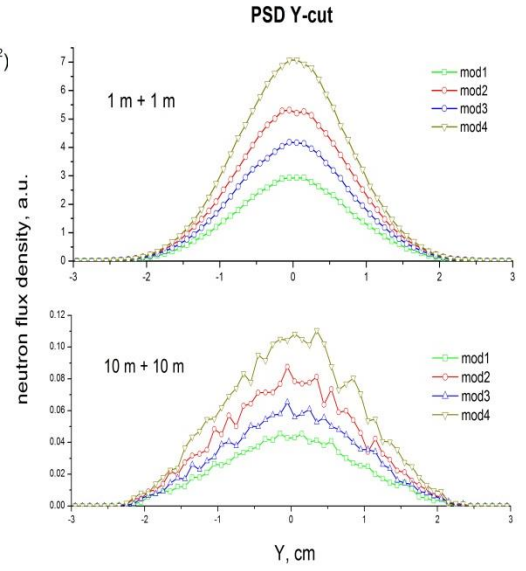 PSD Y-cut
²)
7
6
5
4
3
2
1
0
1 m + 1 m
mod1
mod2
mod3
mod4
-3 -2 -1 0 1 2 3
neutron flux density, a.u.
0.12
0.10
0.08
0.06
0.04
0.02
0.00
10 m + 10 m
mod1
mod2
mod3
mod4
-3 -2 -1 0 1 2 3
Y, cm